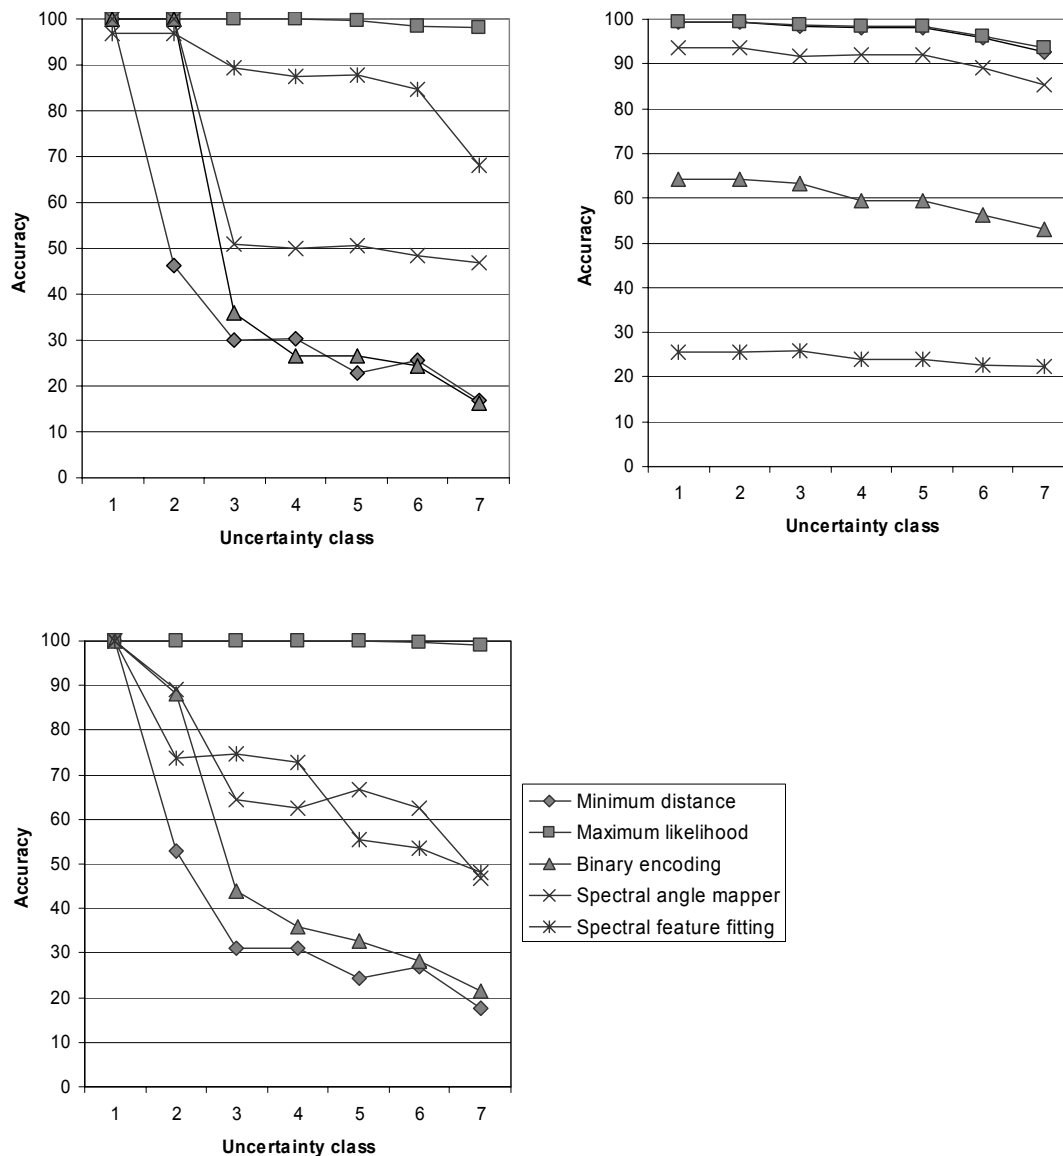 100
90
80
70
60
50
40
30
20
10
0
Accuracy
1 2 3 4 5 6 7
Uncertainty class
100
90
80
70
60
50
40
30
20
10
0
Accuracy
1 2 3 4 5 6 7
Uncertainty class
100
90
80
70
60
50
40
30
20
10
0
Accuracy
1 2 3 4 5 6 7
Uncertainty class
Minimum distance
Maximum likelihood
Binary encoding
Spectral angle mapper
Spectral feature fitting